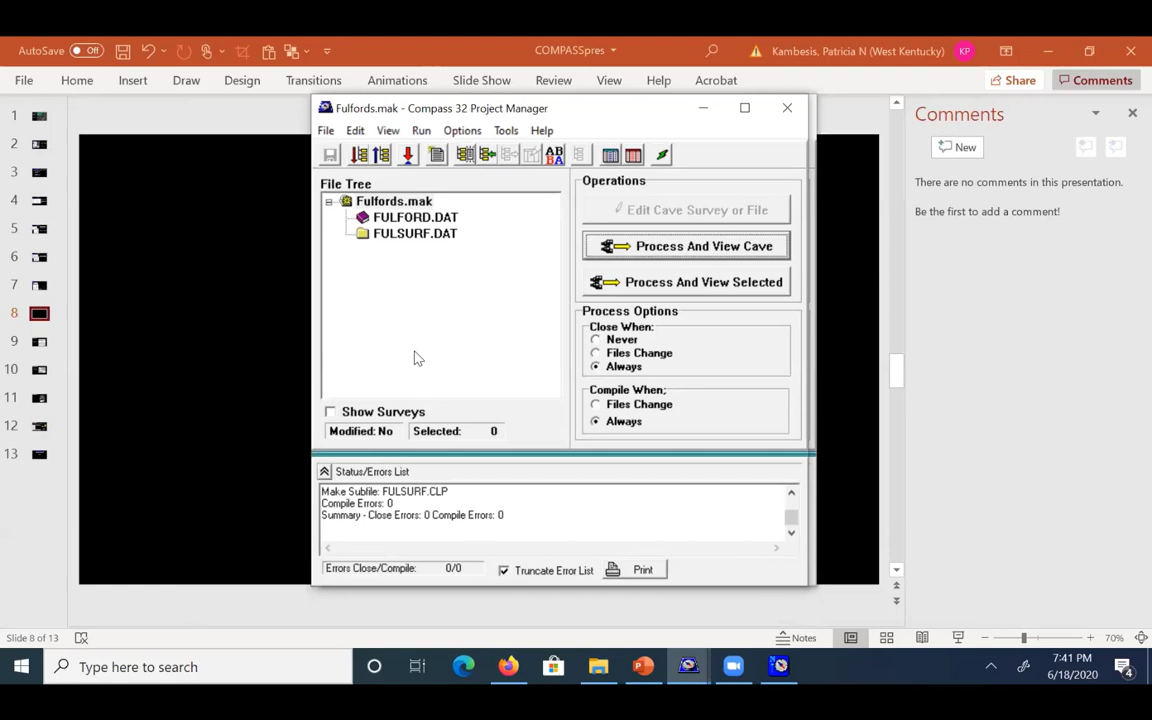 AutoSave Off COMPASSpres Kambesis, Patricia N (West Kentucky) KP
File Home Insert Draw Design Transitions Animations Slide Show Review View Help Acrobat Share Comments
Fulfords.mak - Compass 32 Project Manager
File Edit View Run Options Tools Help
AB
BA
File Tree
Fulfords.mak
FULFORD.DAT
FULSURF.DAT
Show Surveys
Modified: No Selected: 0
Operations
Edit Cave Survey or File
Process And View Cave
Process And View Selected
Process Options
Close When:
Never
Files Change
Always
Compile When;
Files Change
Always
Status/Errors List
Make Subfile: FULSURF.CLP
Compile Errors: 0
Summary - Close Errors: 0 Compile Errors: 0
Errors Close/Compile: 0/0 Truncate Error List Print
1
2
3
4
5
6
7
8
9
10
11
12
13
Comments
New
There are no comments in this presentation.
Be the first to add a comment!
Slide 8 of 13 Notes 70%
Type here to search
7:41 PM
6/18/2020
4